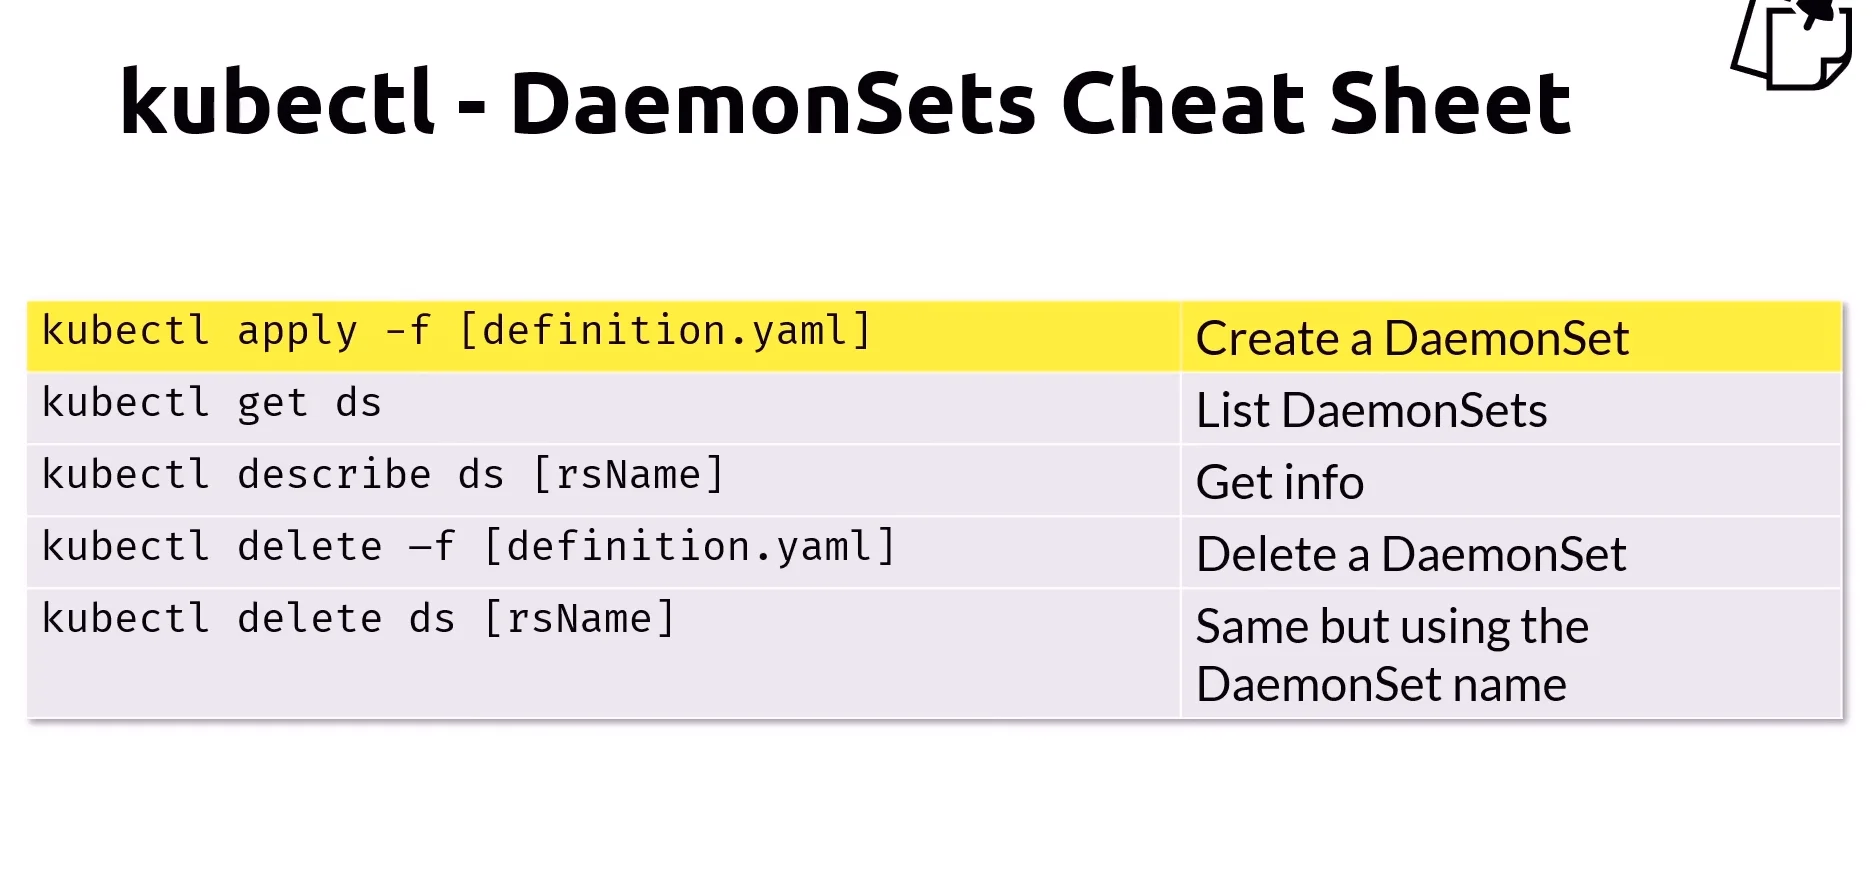 kubectl - DaemonSets Cheat Sheet
kubectl apply –f [definition.yaml]
Create a DaemonSet
kubectl get ds
List DaemonSets
kubectl describe ds [rsName]
Get info
kubectl delete –f [definition.yaml]
Delete a DaemonSet
kubectl delete ds [rsName]
Same but using the
DaemonSet name